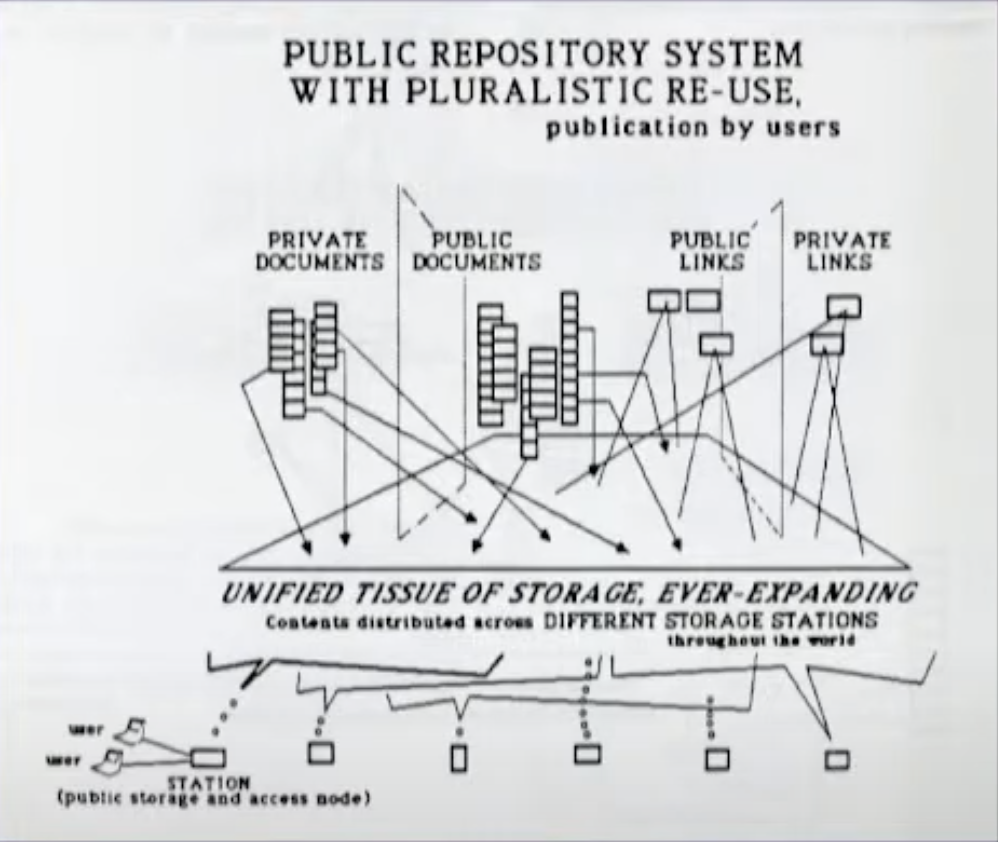 PUBLIC REPOSITORY SYSTEM
WITH PLURALISTIC RE-USE,
publication by users
PRIVATE DOCUMENTS
PUBLIC DOCUMENTS
PUBLIC LINKS
PRIVATE LINKS
UNIFIED TISSUE OF STORAGE, EVER-EXPANDING
Contents distributed across DIFFERENT STORAGE STATIONS
throughout the world
user
user
STATION
(public storage and access node)